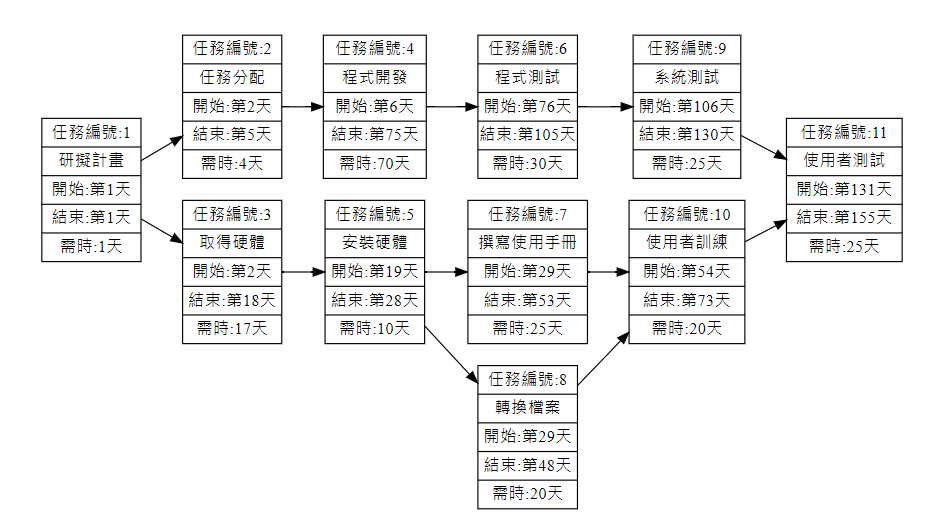 任務編號:1
研擬計畫
開始:第1天
結束:第1天
需時:1天
任務編號:2
任務分配
開始:第2天
結束:第5天
需時:4天
任務編號:3
取得硬體
開始:第2天
結束:第18天
需時:17天
任務編號:4
程式開發
開始:第6天
結束:第75天
需時:70天
任務編號:5
安裝硬體
開始:第19天
結束:第28天
需時:10天
任務編號:6
程式測試
開始:第76天
結束:第105天
需時:30天
任務編號:7
撰寫使用手冊
開始:第29天
結束:第53天
需時:25天
任務編號:8
轉換檔案
開始:第29天
結束:第48天
需時:20天
任務編號:9
系統測試
開始:第106天
結束:第130天
需時:25天
任務編號:10
使用者訓練
開始:第54天
結束:第73天
需時:20天
任務編號:11
使用者測試
開始:第131天
結束:第155天
需時:25天